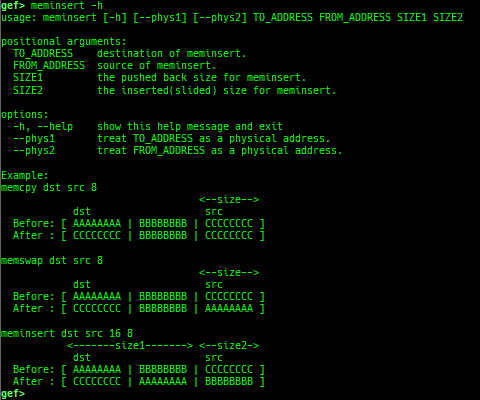 gef> meminsert -h
usage: meminsert [-h] [--phys1] [--phys2] TO_ADDRESS FROM_ADDRESS SIZE1 SIZE2

positional arguments:
  TO_ADDRESS    destination of meminsert.
  FROM_ADDRESS  source of meminsert.
  SIZE1         the pushed back size for meminsert.
  SIZE2         the inserted(slided) size for meminsert.

options:
  -h, --help    show this help message and exit
  --phys1       treat TO_ADDRESS as a physical address.
  --phys2       treat FROM_ADDRESS as a physical address.

Example:
memcpy dst src 8
                                 <--size-->
            dst                   src
  Before: [ AAAAAAAA | BBBBBBBB | CCCCCCCC ]
  After : [ CCCCCCCC | BBBBBBBB | CCCCCCCC ]

memswap dst src 8
                                 <--size-->
            dst                   src
  Before: [ AAAAAAAA | BBBBBBBB | CCCCCCCC ]
  After : [ CCCCCCCC | BBBBBBBB | AAAAAAAA ]

meminsert dst src 16 8
           <-------size1-------> <--size2->
            dst                   src
  Before: [ AAAAAAAA | BBBBBBBB | CCCCCCCC ]
  After : [ CCCCCCCC | AAAAAAAA | BBBBBBBB ]
gef>